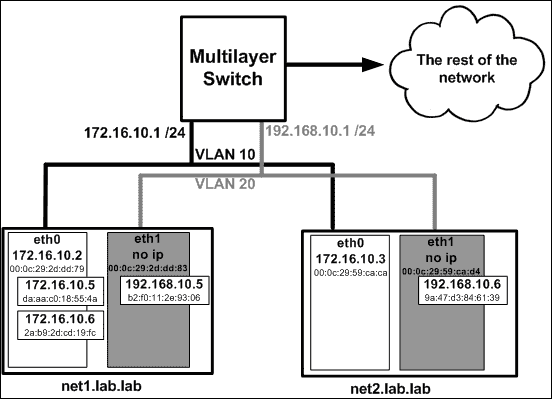 Multilayer
Switch
The rest of the
network
172.16.10.1 /24
192.168.10.1 /24
VLAN 10
VLAN 20
eth0
172.16.10.2
00:0c:29:2d:dd:79
172.16.10.5
da:aa:c0:18:55:4a
172.16.10.6
2a:b9:2d:cd:19:fc
eth1
no ip
00:0c:29:2d:dd:83
192.168.10.5
b2:f0:11:2e:93:06
eth0
172.16.10.3
00:0c:29:59:ca:ca
eth1
no ip
00:0c:29:59:ca:d4
192.168.10.6
9a:47:d3:84:61:39
net1.lab.lab
net2.lab.lab